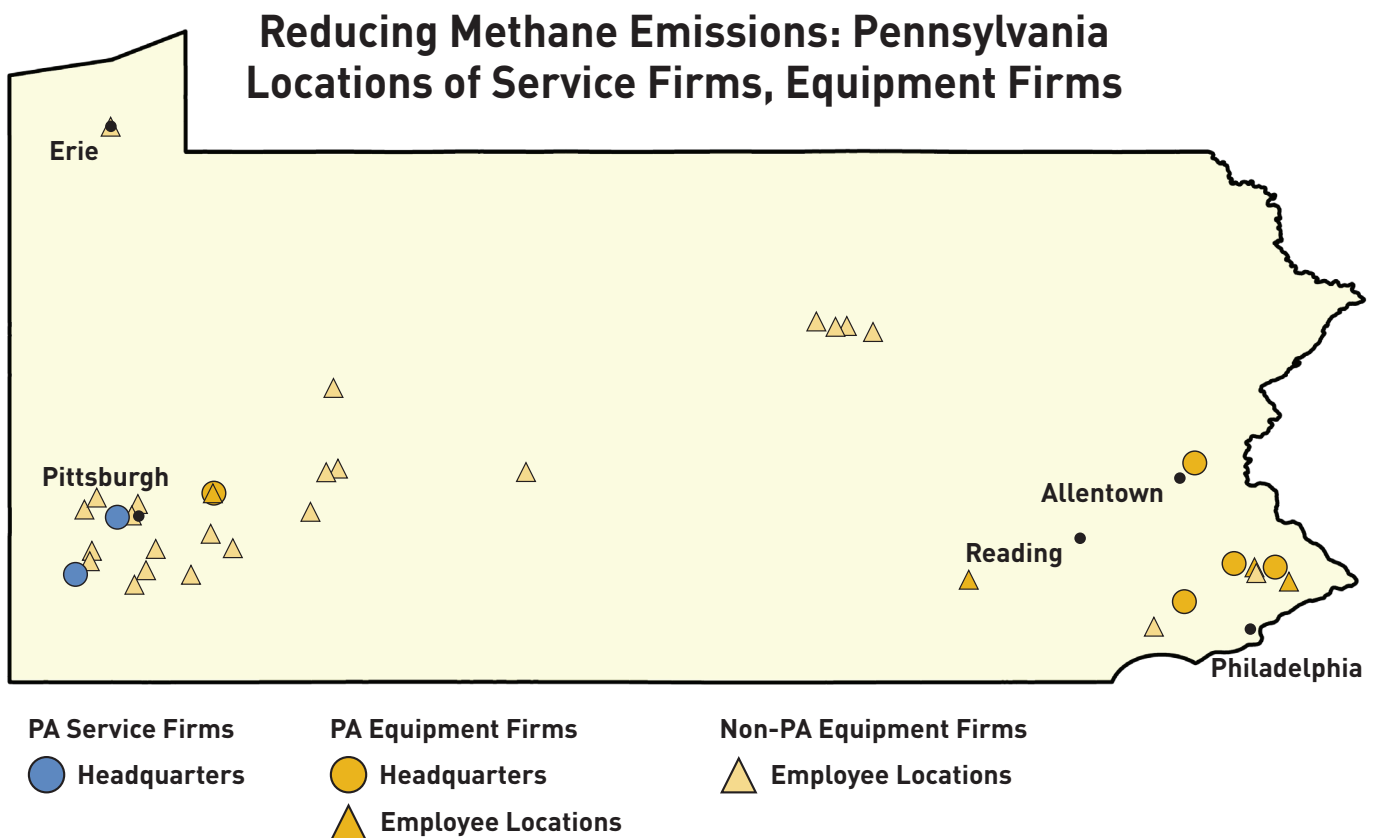 Reducing Methane Emissions: Pennsylvania
Locations of Service Firms, Equipment Firms
Erie
Pittsburgh
Allentown
Reading
Philadelphia
PA Service Firms
Headquarters
PA Equipment Firms
Headquarters
Employee Locations
Non-PA Equipment Firms
Employee Locations